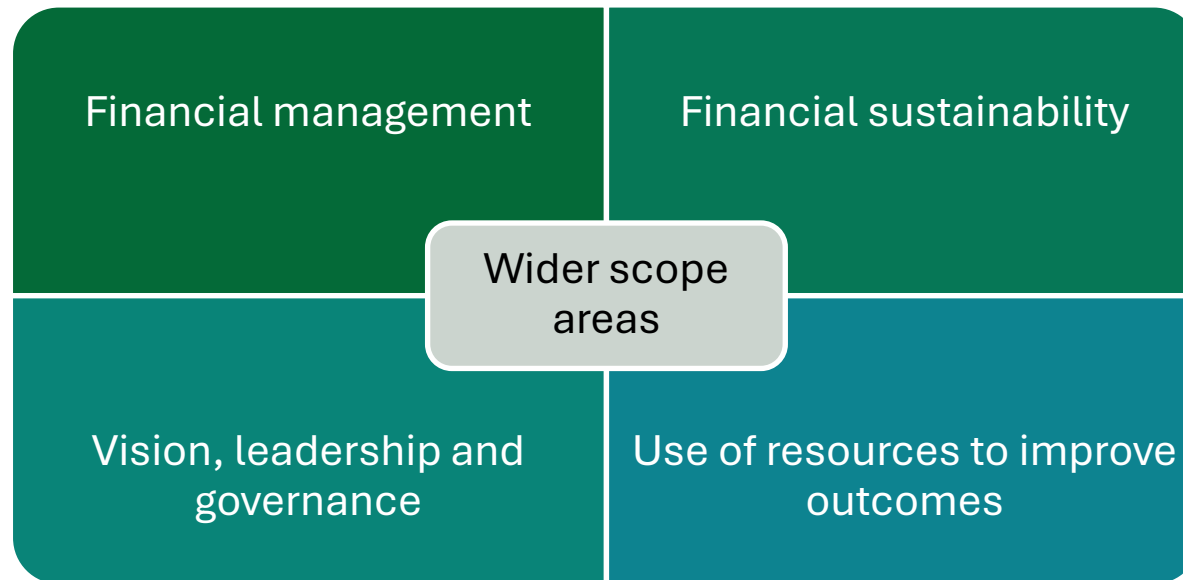 Financial management
Financial sustainability
Wider scope
areas
Vision, leadership and
governance
Use of resources to improve
outcomes